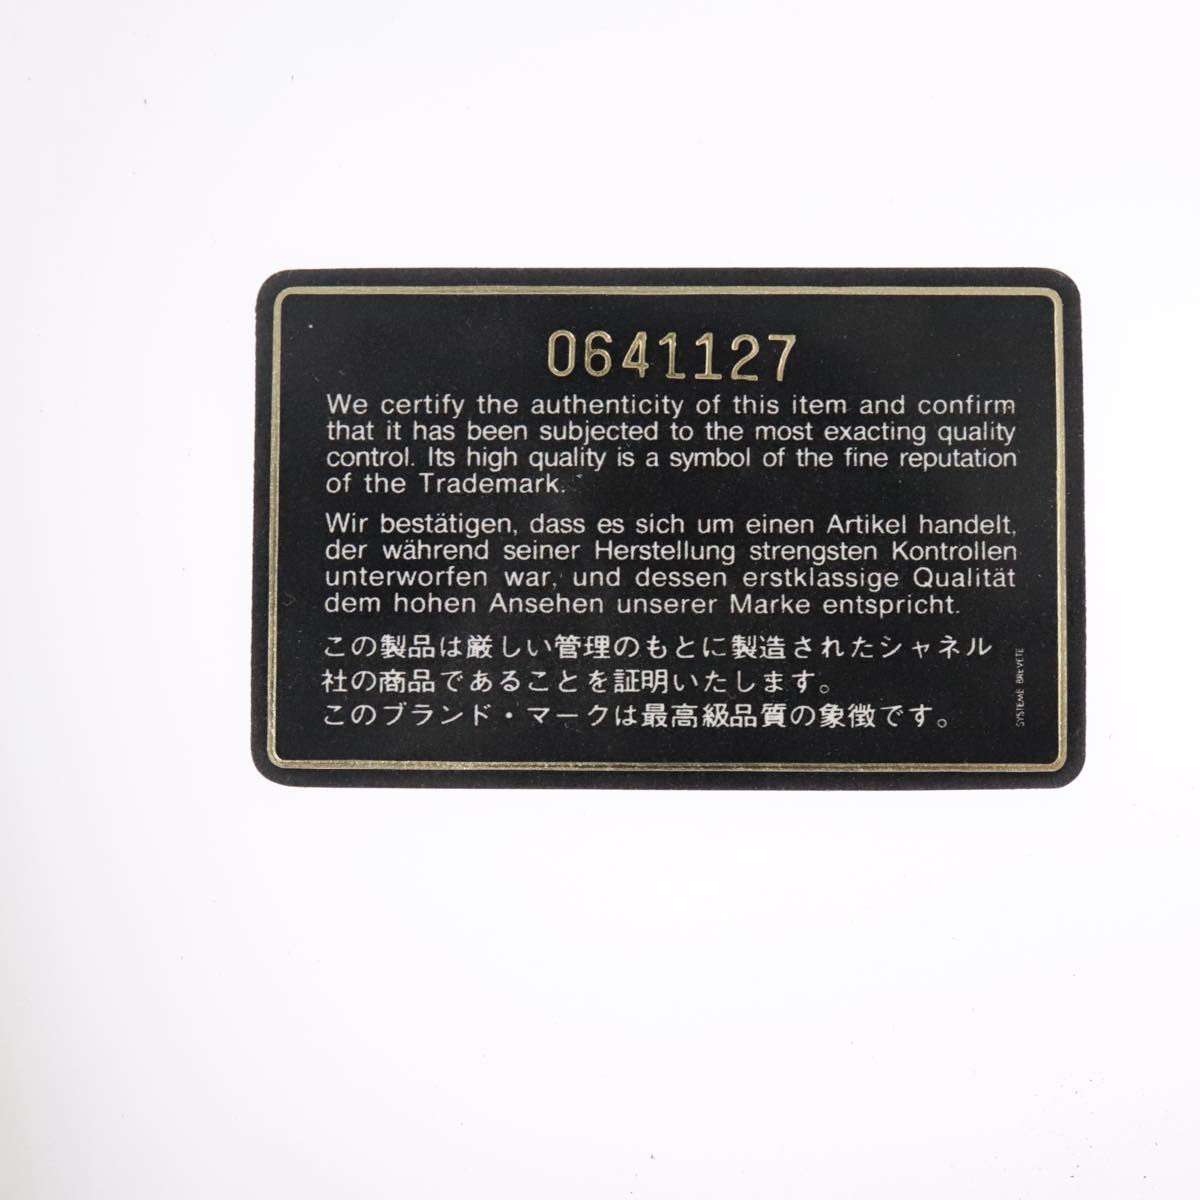 0641127
We certify the authenticity of this item and confirm
that it has been subjected to the most exacting quality
control. Its high quality is a symbol of the fine reputation
of the Trademark.
Wir bestätigen, dass es sich um einen Artikel handelt,
der während seiner Herstellung strengsten Kontrollen
unterworfen war, und dessen erstklassige Qualität
dem hohen Ansehen unserer Marke entspricht.
この製品は厳しい管理のもとに製造されたシャネル
社の商品であることを証明いたします。
このブランド・マークは最高級品質の象徴です。
SYSTEME BREVETE